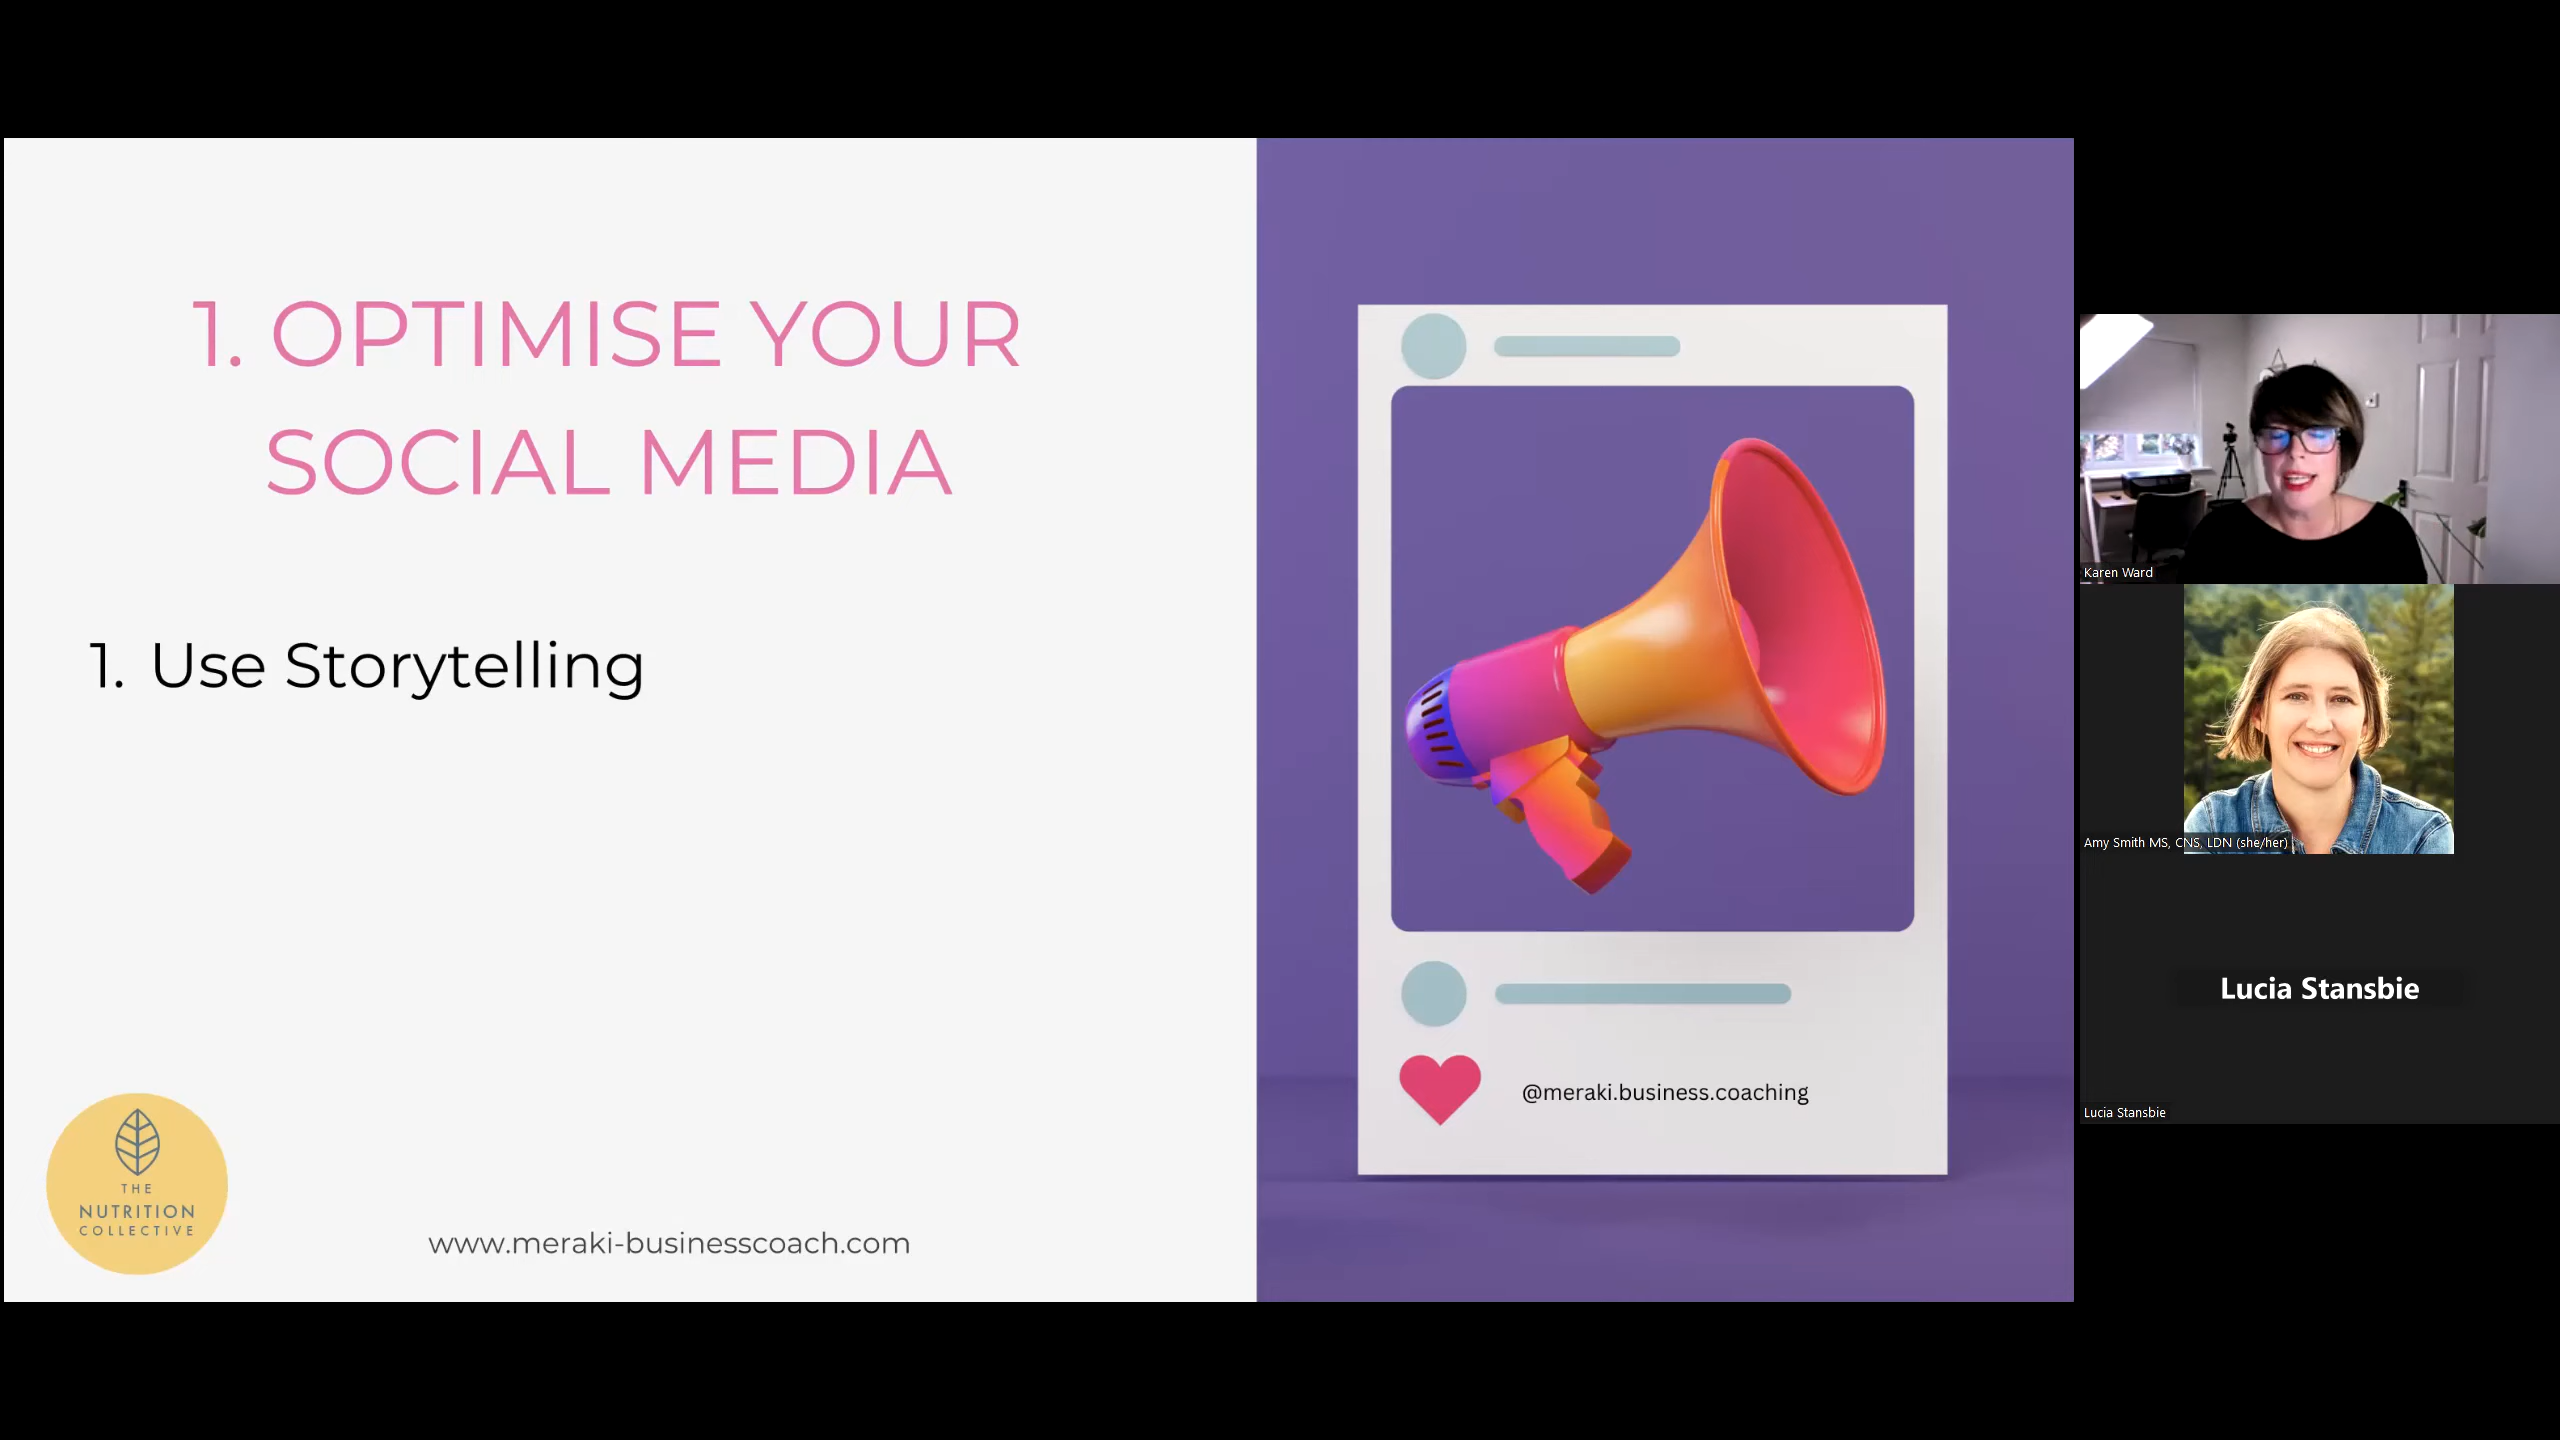 1. OPTIMISE YOUR
SOCIAL MEDIA
1. Use Storytelling
THE
NUTRITION
COLLECTIVE
www.meraki-businesscoach.com
@meraki.business.coaching
Karen Ward
Amy Smith MS, CNS, LDN (she/her)
Lucia Stansbie
Lucia Stansbie